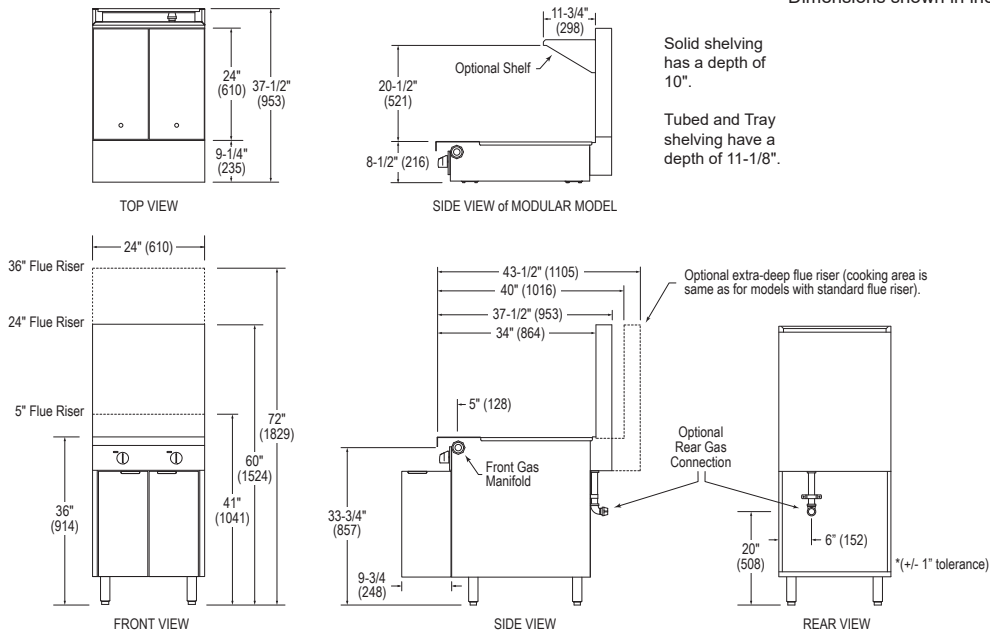 Dimensions shown in inc
11-3/4"
(298)
Optional Shelf
20-1/2"
(521)
8-1/2" (216)
24"
(610)
37-1/2"
(953)
9-1/4"
(235)
Solid shelving
has a depth of
10".
Tubed and Tray
shelving have a
depth of 11-1/8".
TOP VIEW
SIDE VIEW of MODULAR MODEL
24" (610)
36" Flue Riser
24" Flue Riser
5" Flue Riser
72"
(1829)
60"
(1524)
41"
(1041)
36"
(914)
FRONT VIEW
43-1/2" (1105)
40" (1016)
37-1/2" (953)
34" (864)
5" (128)
Front Gas
Manifold
33-3/4"
(857)
9-3/4
(248)
SIDE VIEW
Optional extra-deep flue riser (cooking area is
same as for models with standard flue riser).
Optional
Rear Gas
Connection
20"
(508)
6" (152)
*(+/- 1" tolerance)
REAR VIEW